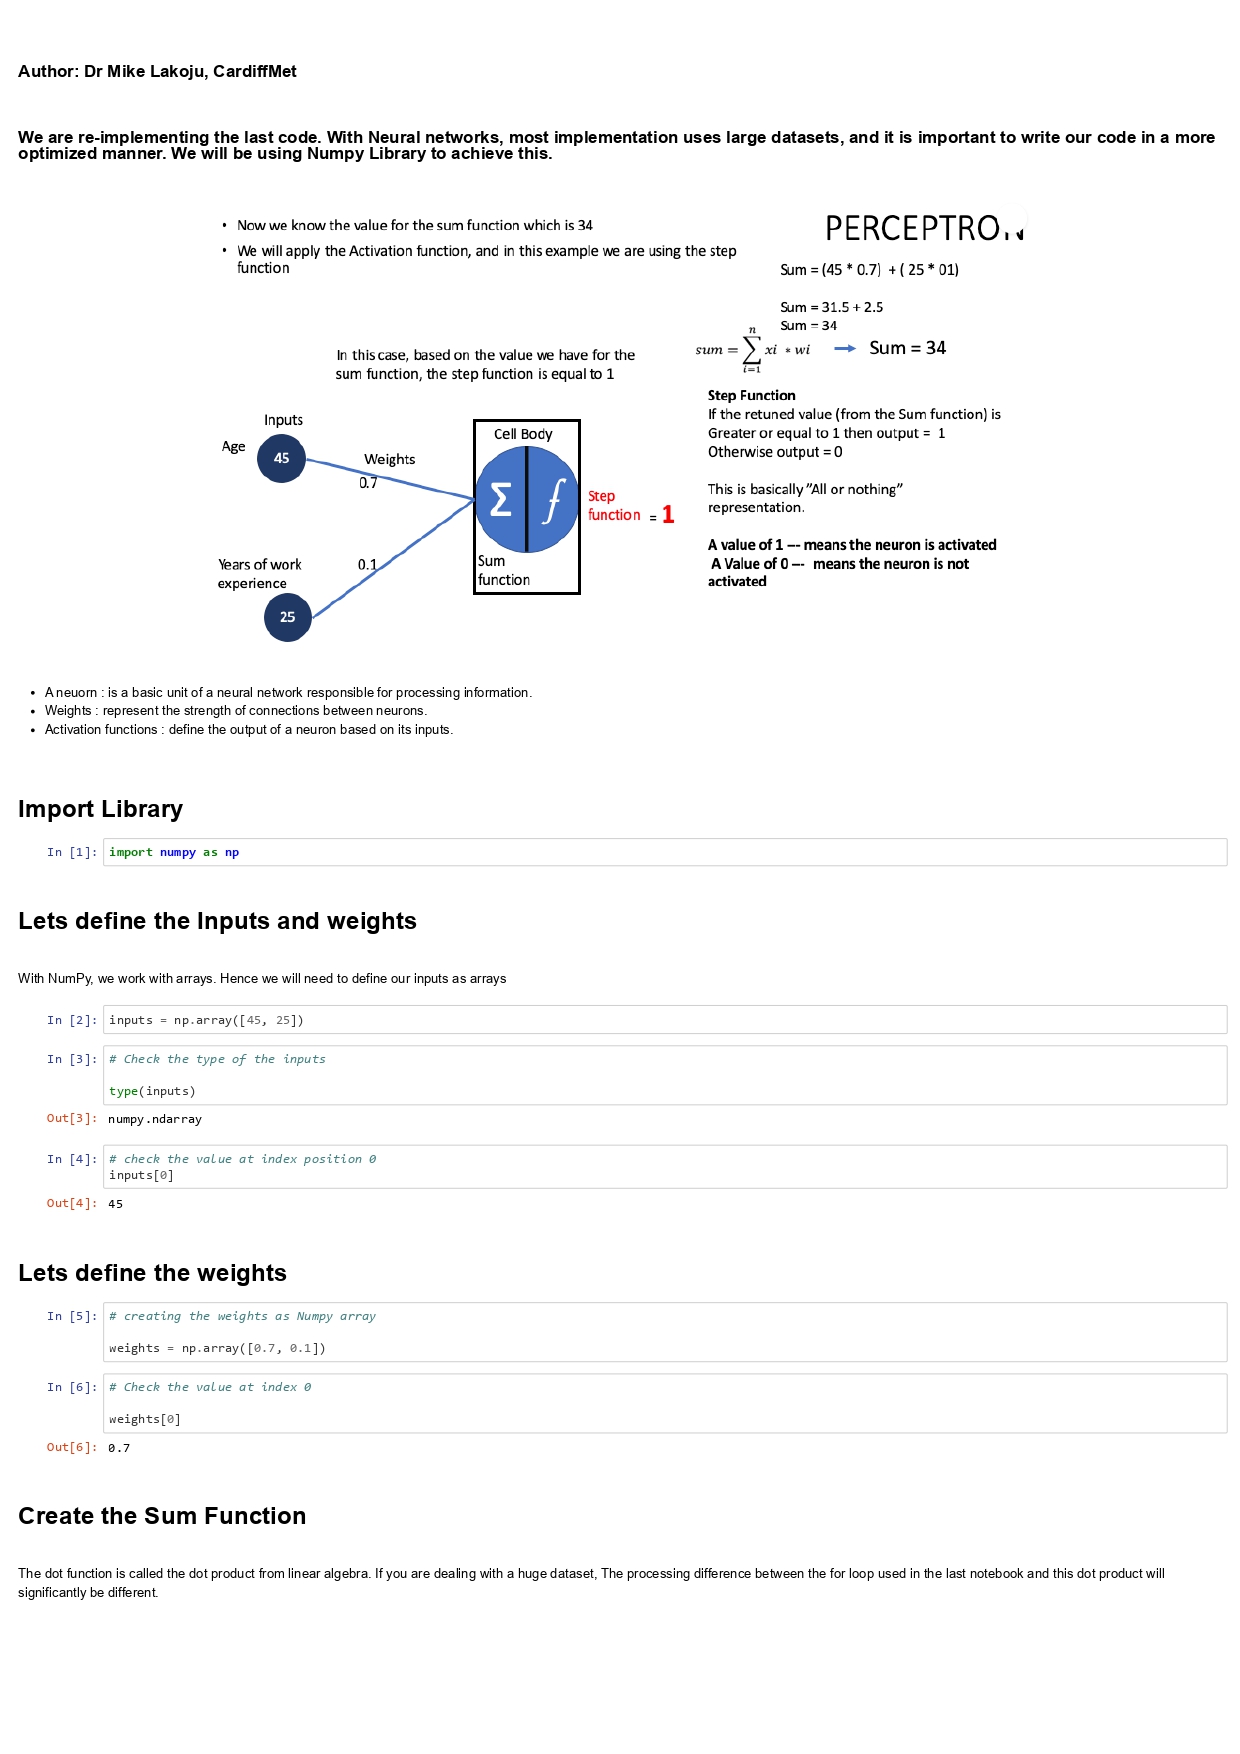 Author: Dr Mike Lakoju, CardiffMet
We are re-implementing the last code. With Neural networks, most implementation uses large datasets, and it is important to write our code in a more
optimized manner. We will be using Numpy Library to achieve this.
• Now we know the value for the sum function which is 34
• We will apply the Activation function, and in this example we are using the step
function
PERCEPTRON
Sum = (45 * 0.7) + ( 25 * 01)
Sum = 31.5 + 2.5
Sum = 34
sum = n∑i=1 xi * wi → Sum = 34
In this case, based on the value we have for the
sum function, the step function is equal to 1
Inputs
Age
45
Weights
0.7
Years of work
experience
25
0.1
Cell Body
Σ f
Sum
function
Step
function = 1
Step Function
If the retuned value (from the Sum function) is
Greater or equal to 1 then output = 1
Otherwise output = 0
This is basically ”All or nothing”
representation.
A value of 1 –- means the neuron is activated
A Value of 0 –- means the neuron is not
activated
• A neuorn : is a basic unit of a neural network responsible for processing information.
• Weights : represent the strength of connections between neurons.
• Activation functions : define the output of a neuron based on its inputs.
Import Library
In [1]: import numpy as np
Lets define the Inputs and weights
With NumPy, we work with arrays. Hence we will need to define our inputs as arrays
In [2]: inputs = np.array([45, 25])
In [3]: # Check the type of the inputs
type(inputs)
Out[3]: numpy.ndarray
In [4]: # check the value at index position 0
inputs[0]
Out[4]: 45
Lets define the weights
In [5]: # creating the weights as Numpy array
weights = np.array([0.7, 0.1])
In [6]: # Check the value at index 0
weights[0]
Out[6]: 0.7
Create the Sum Function
The dot function is called the dot product from linear algebra. If you are dealing with a huge dataset, The processing difference between the for loop used in the last notebook and this dot product will
significantly be different.